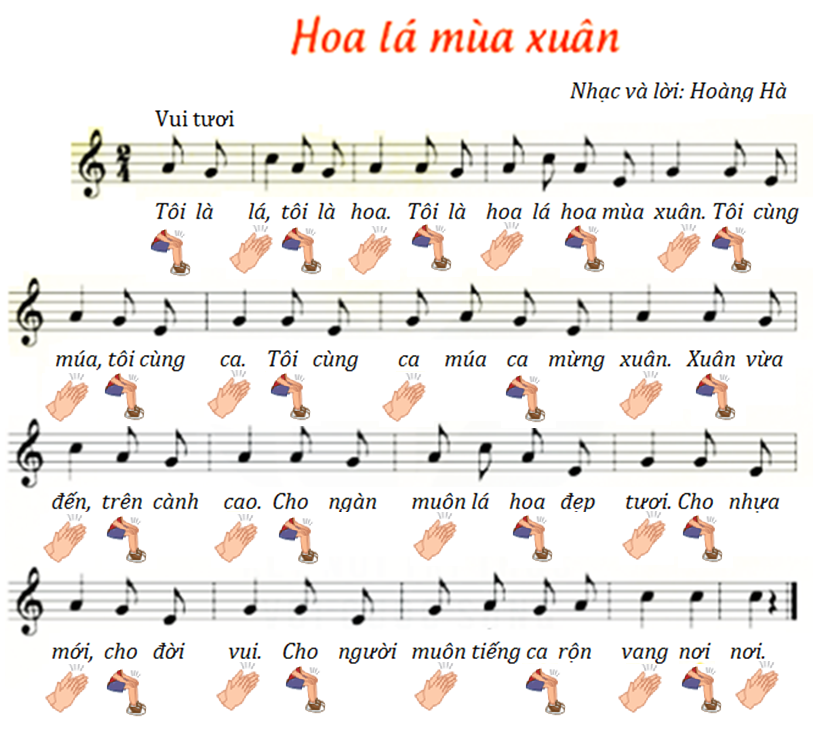 Hoa lá mùa xuân
Nhạc và lời: Hoàng Hà
Vui tươi
2
4
Tôi là lá, tôi là hoa. Tôi là hoa lá hoa mùa xuân. Tôi cùng
múa, tôi cùng ca. Tôi cùng ca múa ca mừng xuân. Xuân vừa
đến, trên cành cao. Cho ngàn muôn lá hoa đẹp tươi. Cho nhựa
mới, cho đời vui. Cho người muôn tiếng ca rộn vang nơi nơi.